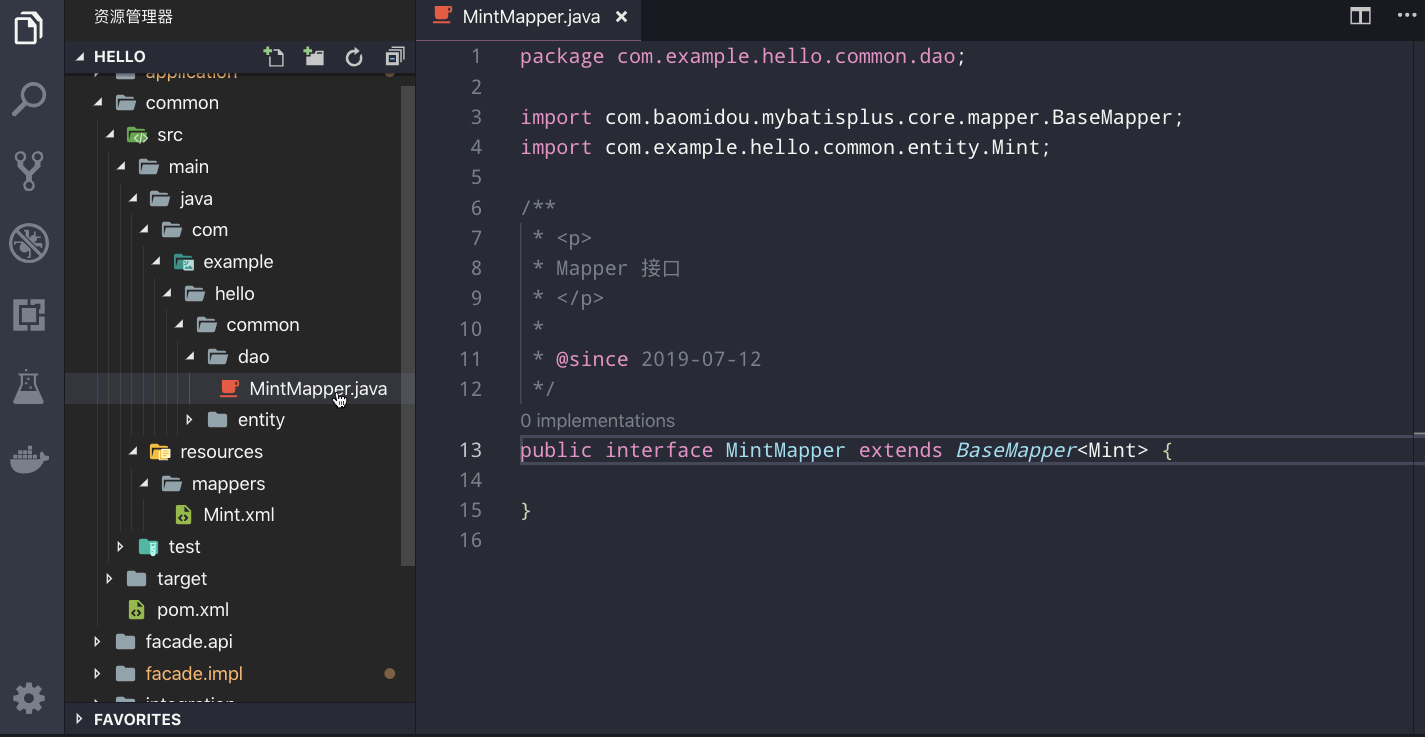 资源管理器
HELLO
application
common
src
main
java
com
example
hello
common
dao
MintMapper.java
entity
resources
mappers
Mint.xml
test
target
pom.xml
facade.api
facade.impl
integration
FAVORITES
MintMapper.java
1 package com.example.hello.common.dao;
2
3 import com.baomidou.mybatisplus.core.mapper.BaseMapper;
4 import com.example.hello.common.entity.Mint;
5
6 /**
7 * <p>
8 * Mapper 接口
9 * </p>
10 *
11 * @since 2019-07-12
12 */
0 implementations
13 public interface MintMapper extends BaseMapper<Mint> {
14
15 }
16